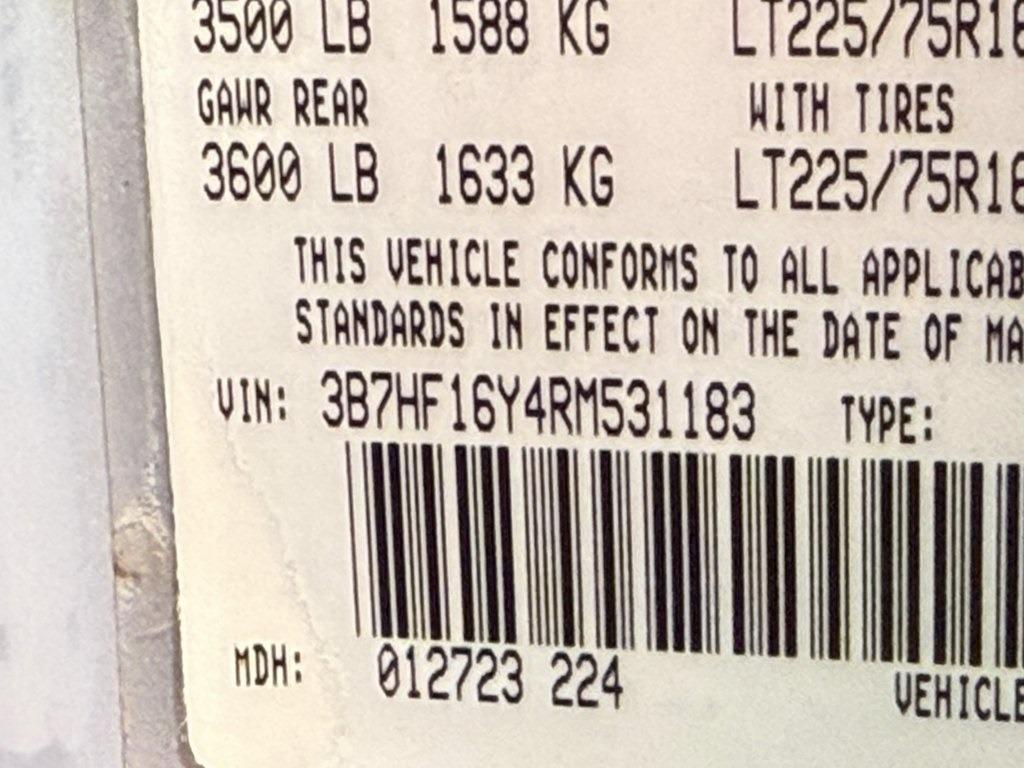 3500 LB 1588 KG LT225/75R16
GAWR REAR WITH TIRES
3600 LB 1633 KG LT225/75R16
THIS VEHICLE CONFORMS TO ALL APPLICAB
STANDARDS IN EFFECT ON THE DATE OF MA
VIN: 3B7HF16Y4RM531183 TYPE:
MDH: 012723 224 VEHICLE